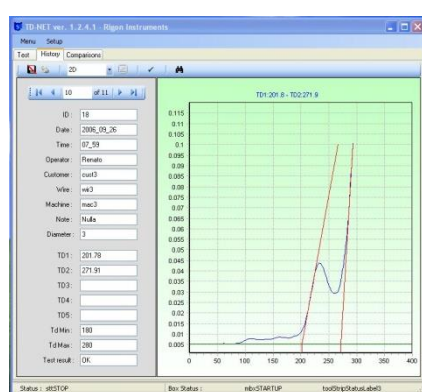 TD-NET ver. 1.2.4.1 - Rigon Instruments
Menu Setup
Test History Comparisons
2D
10 of 11
ID : 18
Date : 2006_09_26
Time : 07_59
Operator : Renato
Customer : cust3
Wire : wir3
Machine : mac3
Note : Nulla
Diameter : 3
TD1 : 201.78
TD2 : 271.91
TD3 :
TD4 :
TD5 :
Td Min : 180
Td Max : 280
Test result : OK
TD1:201.8 - TD2:271.9
0.115
0.11
0.105
0.1
0.095
0.09
0.085
0.08
0.075
0.07
0.065
0.06
0.055
0.05
0.045
0.04
0.035
0.03
0.025
0.02
0.015
0.01
0.005
0 50 100 150 200 250 300 350 400
Status : sttSTOP Box Status : mbxSTARTUP toolStripStatusLabel3